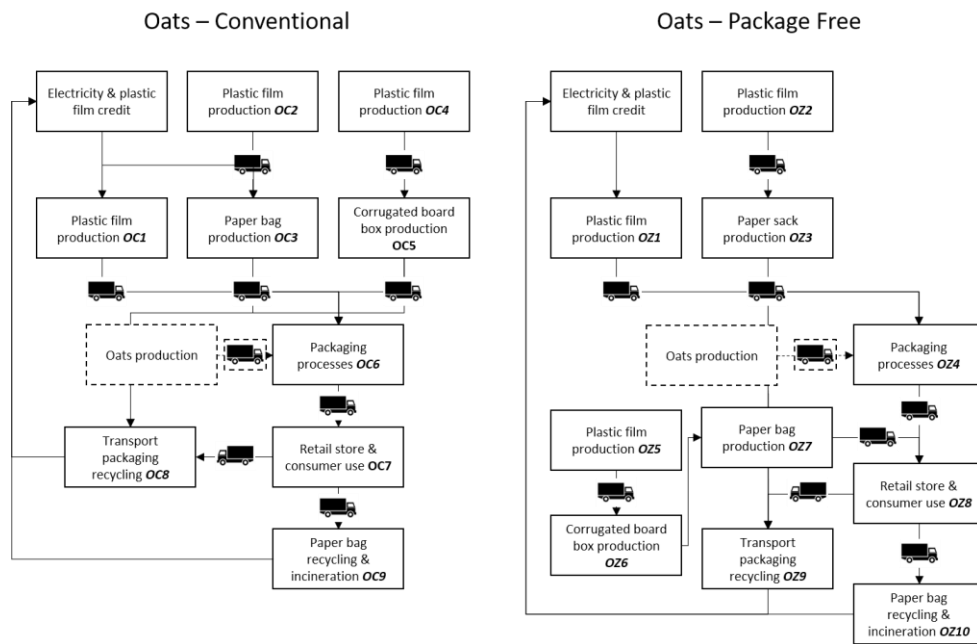 Oats – Conventional
Electricity & plastic
film credit
Plastic film
production OC2
Plastic film
production OC4
Plastic film
production OC1
Paper bag
production OC3
Corrugated board
box production
OC5
Oats production
Packaging
processes OC6
Transport
packaging
recycling OC8
Retail store &
consumer use OC7
Paper bag
recycling &
incineration OC9
Oats – Package Free
Electricity & plastic
film credit
Plastic film
production OZ2
Plastic film
production OZ1
Paper sack
production OZ3
Oats production
Packaging
processes OZ4
Plastic film
production OZ5
Paper bag
production OZ7
Retail store &
consumer use OZ8
Corrugated board
box production
OZ6
Transport
packaging
recycling OZ9
Paper bag
recycling &
incineration OZ10